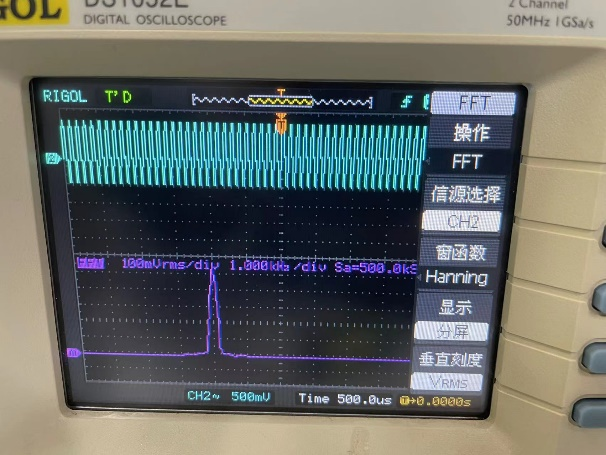 GOL DS1052E
DIGITAL OSCILLOSCOPE
2 Channel
50MHz 1GSa/s
RIGOL T'D T FFT
操作
FFT
信源选择
CH2
窗函数
Hanning
显示
分屏
垂直刻度
VRMS
100mVrms/div 1.000kHz/div Sa=500.0kS
CH2~ 500mV Time 500.0us T→0.0000s